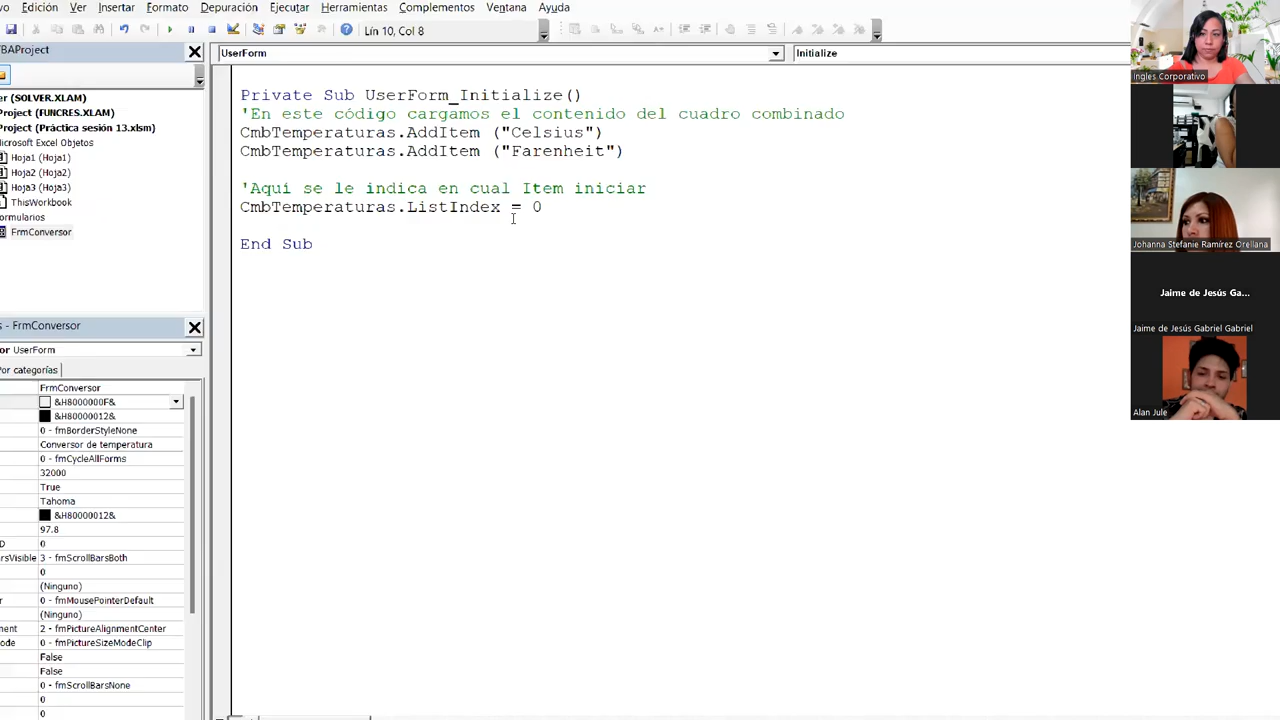 Edición Ver Insertar Formato Depuración Ejecutar Herramientas Complementos Ventana Ayuda
Lín 10, Col 8
VBAProject
UserForm
Initialize
(SOLVER.XLAM)
Project (FUNCRES.XLAM)
Project (Práctica sesión 13.xlsm)
Microsoft Excel Objetos
Hoja1 (Hoja1)
Hoja2 (Hoja2)
Hoja3 (Hoja3)
ThisWorkbook
FrmConversor
Private Sub UserForm_Initialize()
'En este código cargamos el contenido del cuadro combinado
CmbTemperaturas.AddItem ("Celsius")
CmbTemperaturas.AddItem ("Farenheit")
'Aqui se le indica en cual Item iniciar
CmbTemperaturas.ListIndex = 0
End Sub
- FrmConversor
or UserForm
Por categorías
FrmConversor
&H8000000F&
&H80000012&
0 - fmBorderStyleNone
Conversor de temperatura
0 - fmCycleAllForms
32000
True
Tahoma
&H80000012&
97.8
D 0
arsVisible 3 - fmScrollBarsBoth
0
(Ninguno)
r 0 - fmMousePointerDefault
(Ninguno)
ment 2 - fmPictureAlignmentCenter
ode 0 - fmPictureSizeModeClip
False
False
0 - fmScrollBarsNone
0
0
Ingles Corporativo
Johanna Stefanie Ramírez Orellana
Jaime de Jesús Ga...
Jaime de Jesús Gabriel Gabriel
Alan Jule